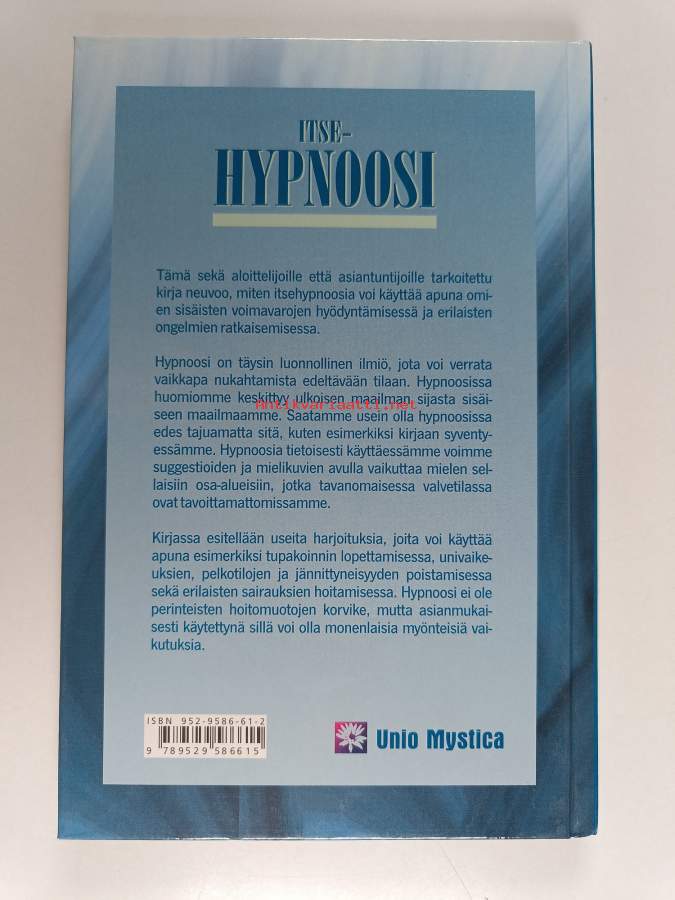 ITSE-
HYPNOOSI
Tämä sekä aloittelijoille että asiantuntijoille tarkoitettu
kirja neuvoo, miten itsehypnoosia voi käyttää apuna omi-
en sisäisten voimavarojen hyödyntämisessä ja erilaisten
ongelmien ratkaisemisessa.
Hypnoosi on täysin luonnollinen ilmiö, jota voi verrata
vaikkapa nukahtamista edeltävään tilaan. Hypnoosissa
huomiomme keskittyy ulkoisen maailman sijasta sisäi-
Antikvariaatti.net
seen maailmaamme. Saatamme usein olla hypnoosissa
edes tajuamatta sitä, kuten esimerkiksi kirjaan syventy-
essämme. Hypnoosia tietoisesti käyttäessämme voimme
suggestioiden ja mielikuvien avulla vaikuttaa mielen sel-
laisiin osa-alueisiin, jotka tavanomaisessa valvetilassa
ovat tavoittamattomissamme.
Kirjassa esitellään useita harjoituksia, joita voi käyttää
apuna esimerkiksi tupakoinnin lopettamisessa, univaike-
uksien, pelkotilojen ja jännittyneisyyden poistamisessa
sekä erilaisten sairauksien hoitamisessa. Hypnoosi ei ole
perinteisten hoitomuotojen korvike, mutta asianmukai-
sesti käytettynä sillä voi olla monenlaisia myönteisiä vai-
kutuksia.
ISBN 952-9586-61-2
9 789529 586615
Unio Mystica